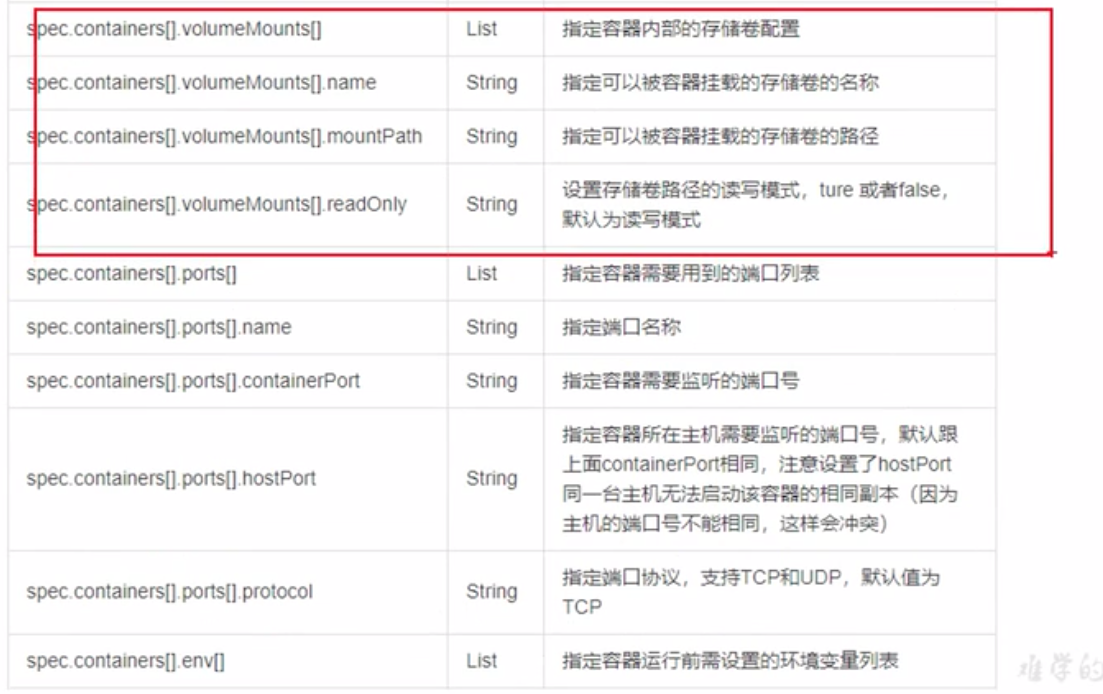 spec.containers[].volumeMounts[] List 指定容器内部的存储卷配置
spec.containers[].volumeMounts[].name String 指定可以被容器挂载的存储卷的名称
spec.containers[].volumeMounts[].mountPath String 指定可以被容器挂载的存储卷的路径
spec.containers[].volumeMounts[].readOnly String 设置存储卷路径的读写模式，ture 或者false，
默认为读写模式
spec.containers[].ports[] List 指定容器需要用到的端口列表
spec.containers[].ports[].name String 指定端口名称
spec.containers[].ports[].containerPort String 指定容器需要监听的端口号
spec.containers[].ports[].hostPort String 指定容器所在主机需要监听的端口号，默认跟
上面containerPort相同，注意设置了hostPort
同一台主机无法启动该容器的相同副本（因为
主机的端口号不能相同，这样会冲突）
spec.containers[].ports[].protocol String 指定端口协议，支持TCP和UDP，默认值为
TCP
spec.containers[].env[] List 指定容器运行前需设置的环境变量列表
难学的